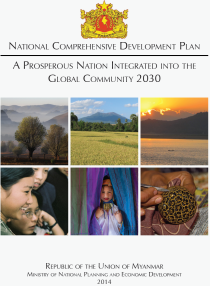 NATIONAL COMPREHENSIVE DEVELOPMENT PLAN
A PROSPEROUS NATION INTEGRATED INTO THE
GLOBAL COMMUNITY 2030
REPUBLIC OF THE UNION OF MYANMAR
MINISTRY OF NATIONAL PLANNING AND ECONOMIC DEVELOPMENT
2014